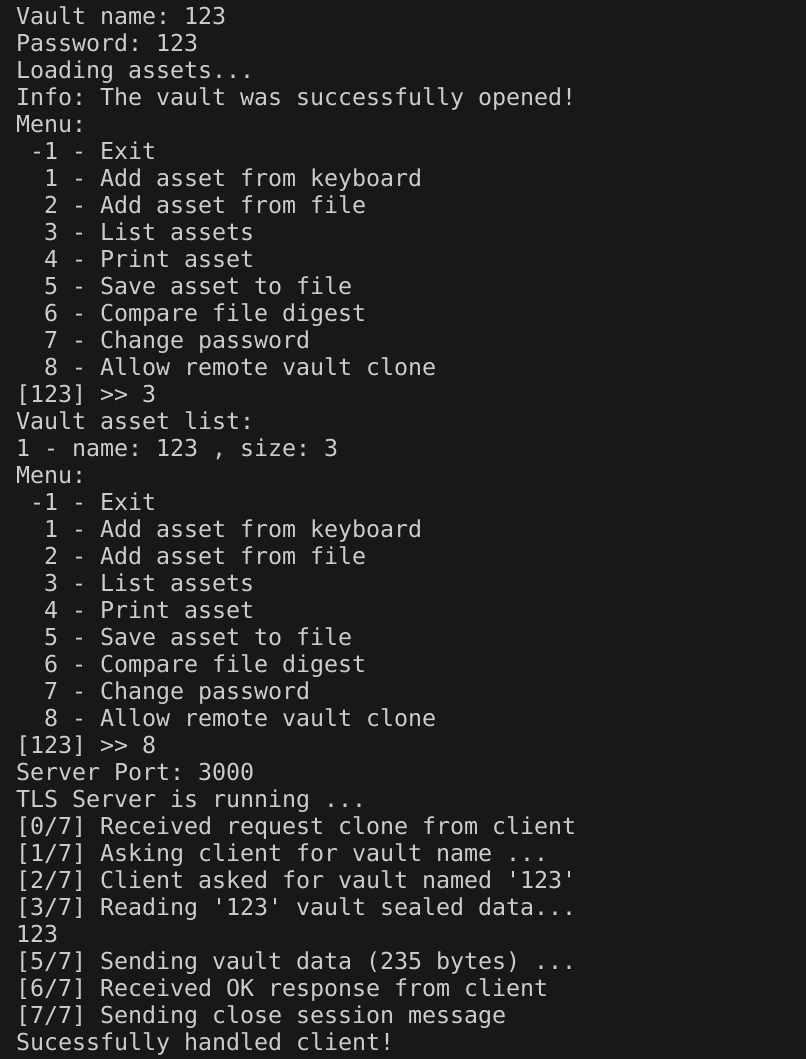 Vault name: 123
Password: 123
Loading assets...
Info: The vault was successfully opened!
Menu:
 -1 - Exit
  1 - Add asset from keyboard
  2 - Add asset from file
  3 - List assets
  4 - Print asset
  5 - Save asset to file
  6 - Compare file digest
  7 - Change password
  8 - Allow remote vault clone
[123] >> 3
Vault asset list:
1 - name: 123 , size: 3
Menu:
 -1 - Exit
  1 - Add asset from keyboard
  2 - Add asset from file
  3 - List assets
  4 - Print asset
  5 - Save asset to file
  6 - Compare file digest
  7 - Change password
  8 - Allow remote vault clone
[123] >> 8
Server Port: 3000
TLS Server is running ...
[0/7] Received request clone from client
[1/7] Asking client for vault name ...
[2/7] Client asked for vault named '123'
[3/7] Reading '123' vault sealed data...
123
[5/7] Sending vault data (235 bytes) ...
[6/7] Received OK response from client
[7/7] Sending close session message
Sucessfully handled client!